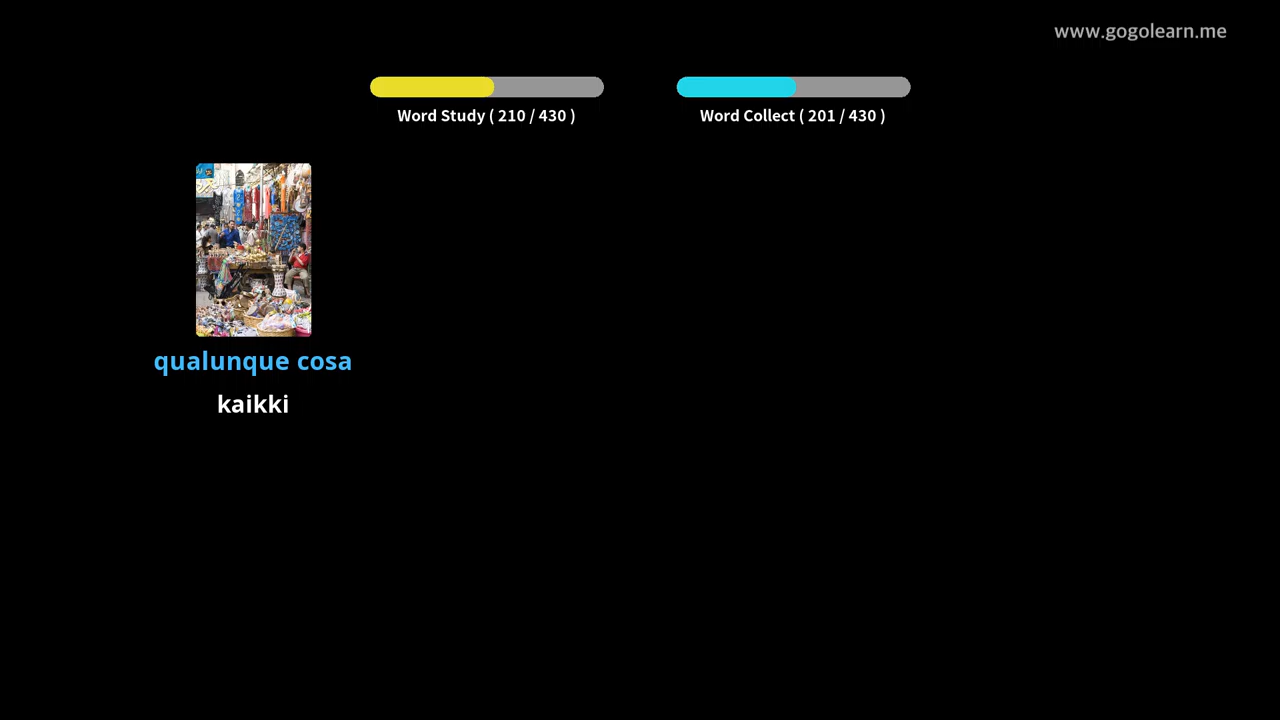 www.gogolearn.me
Word Study ( 210 / 430 )
Word Collect ( 201 / 430 )
qualunque cosa
kaikki